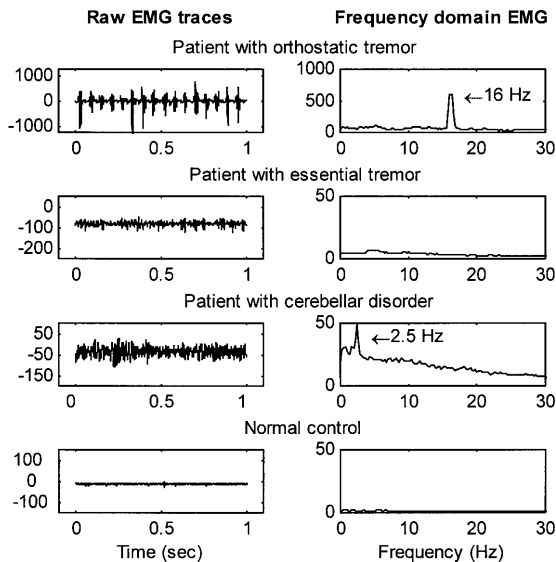 Raw EMG traces Frequency domain EMG
Patient with orthostatic tremor
1000
0
-1000
0 0.5 1
1000
500
0
←16 Hz
0 10 20 30
Patient with essential tremor
0
-100
-200
0 0.5 1
50
0
0 10 20 30
Patient with cerebellar disorder
50
-50
-150
0 0.5 1
50
0
←2.5 Hz
0 10 20 30
Normal control
100
0
-100
0 0.5 1
50
0
0 10 20 30
Time (sec) Frequency (Hz)